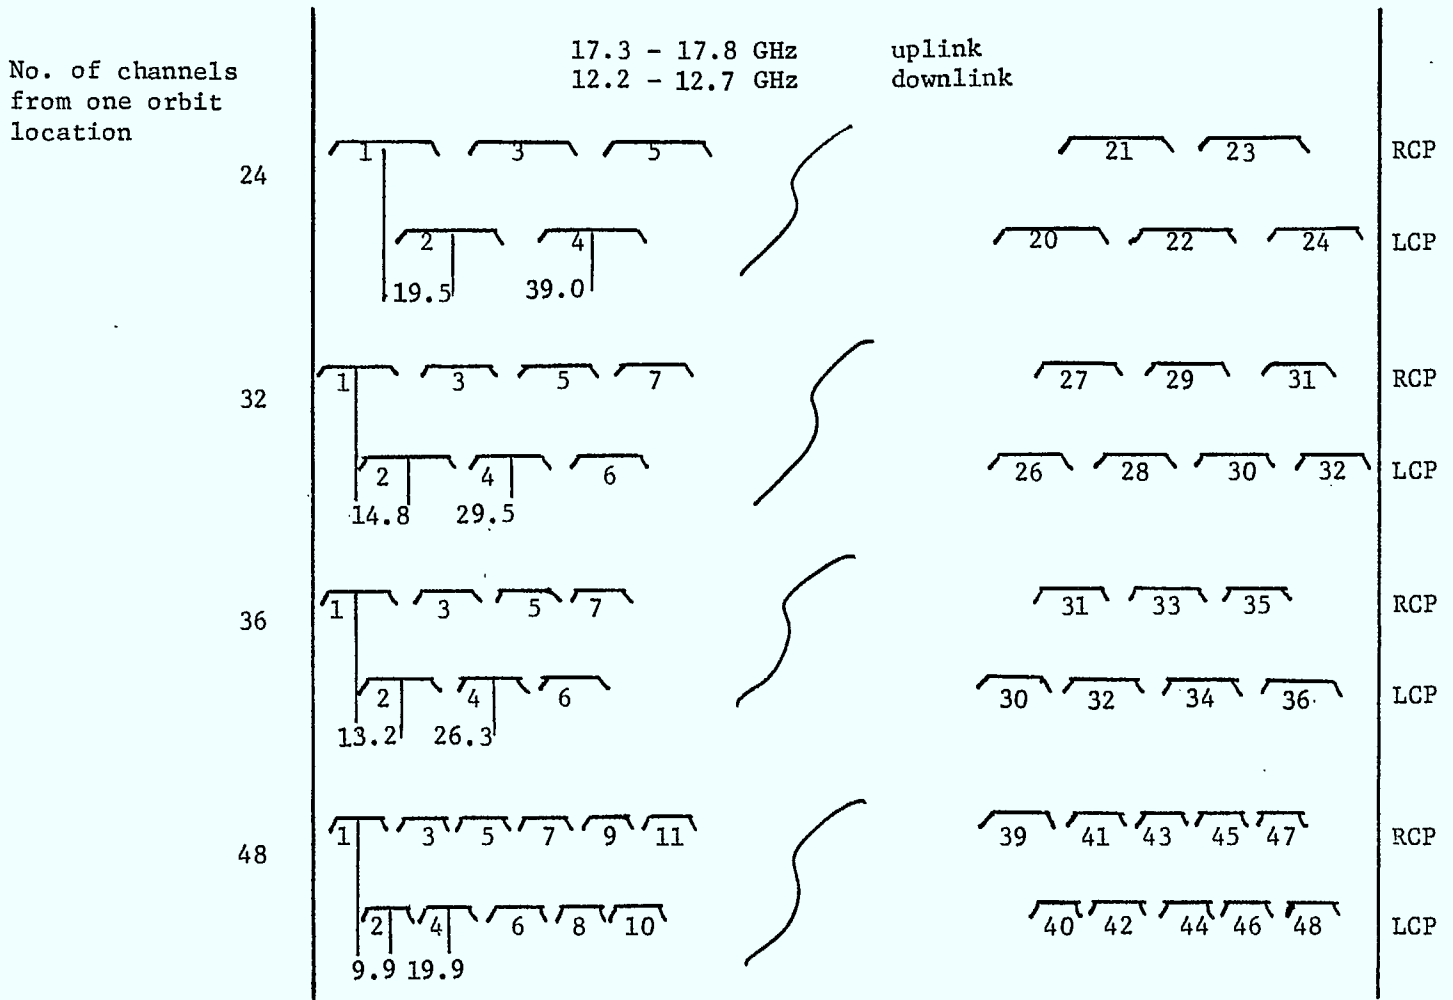 17.3 - 17.8 GHz uplink
12.2 - 12.7 GHz downlink
No. of channels
from one orbit
location
24
1 3 5 21 23 RCP
2 4 20 22 24 LCP
19.5 39.0
32
1 3 5 7 27 29 31 RCP
2 4 6 26 28 30 32 LCP
14.8 29.5
36
1 3 5 7 31 33 35 RCP
2 4 6 30 32 34 36 LCP
13.2 26.3
48
1 3 5 7 9 11 39 41 43 45 47 RCP
2 4 6 8 10 40 42 44 46 48 LCP
9.9 19.9